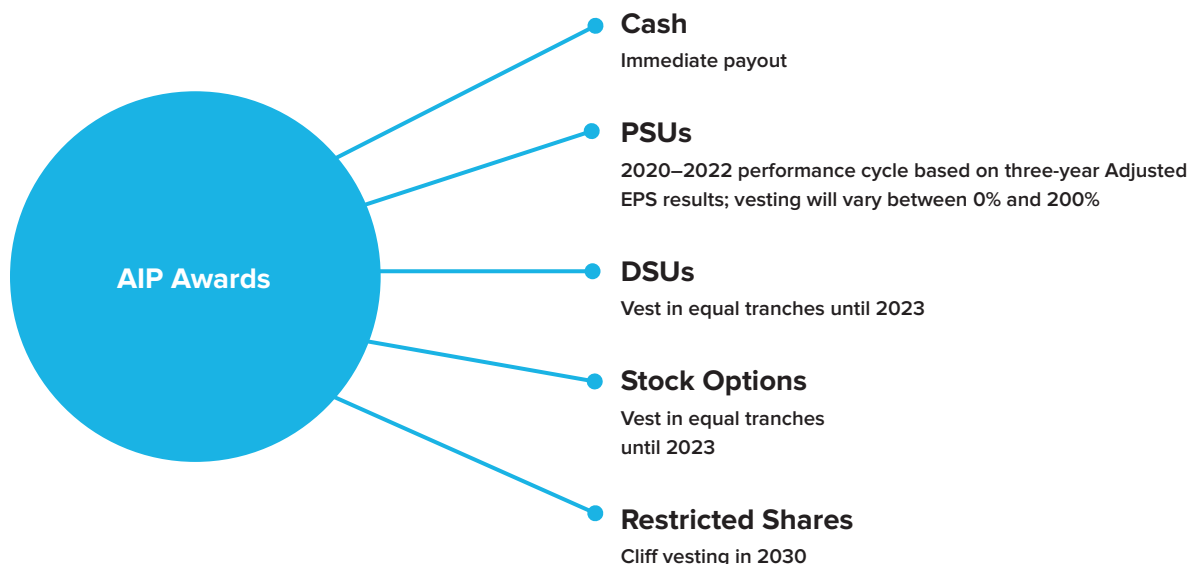 AIP Awards
Cash
Immediate payout
PSUs
2020–2022 performance cycle based on three-year Adjusted
EPS results; vesting will vary between 0% and 200%
DSUs
Vest in equal tranches until 2023
Stock Options
Vest in equal tranches
until 2023
Restricted Shares
Cliff vesting in 2030